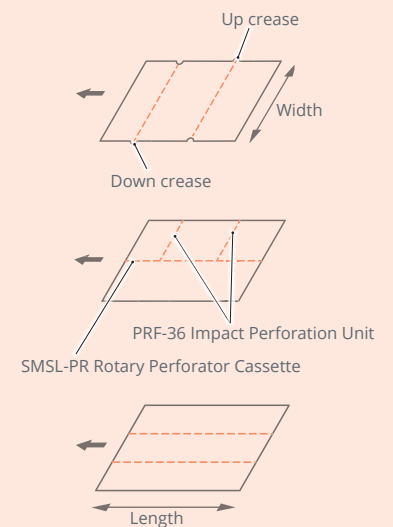 Up crease
Width
Down crease
PRF-36 Impact Perforation Unit
SMSL-PR Rotary Perforator Cassette
Length